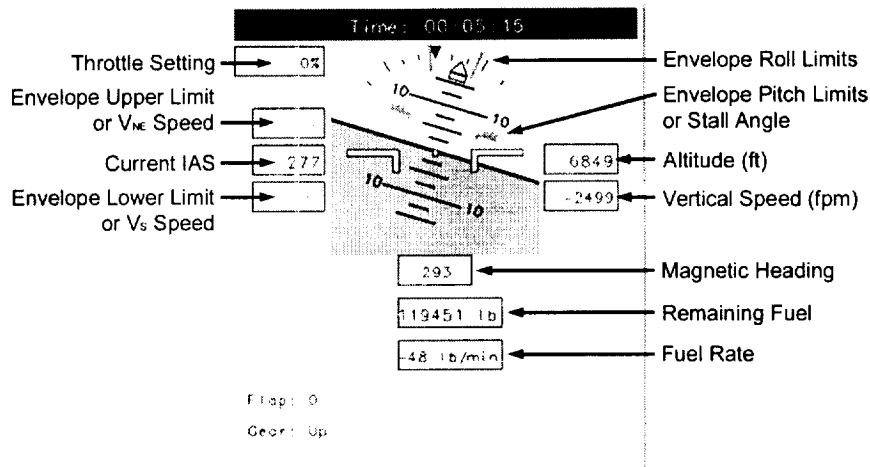 Time: 00:05:15
Throttle Setting
0%
Envelope Roll Limits
Envelope Upper Limit
or VNE Speed
10
10
Envelope Pitch Limits
or Stall Angle
Current IAS
277
6849
Altitude (ft)
Envelope Lower Limit
or Vs Speed
10
10
-2499
Vertical Speed (fpm)
293
Magnetic Heading
119451 lb
Remaining Fuel
-48 lb/min
Fuel Rate
Flap: 0
Gear: Up